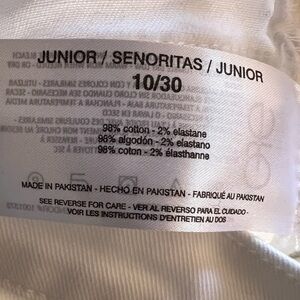 JUNIOR / SENORITAS / JUNIOR
10/30
98% cotton - 2% elastane
98% algodón - 2% elastano
98% coton - 2% élasthanne
MADE IN PAKISTAN - HECHO EN PAKISTÁN - FABRIQUÉ AU PAKISTAN
SEE REVERSE FOR CARE - VER AL REVERSO PARA EL CUIDADO -
VOIR LES INSTRUCTIONS D'ENTRETIEN AU DOS